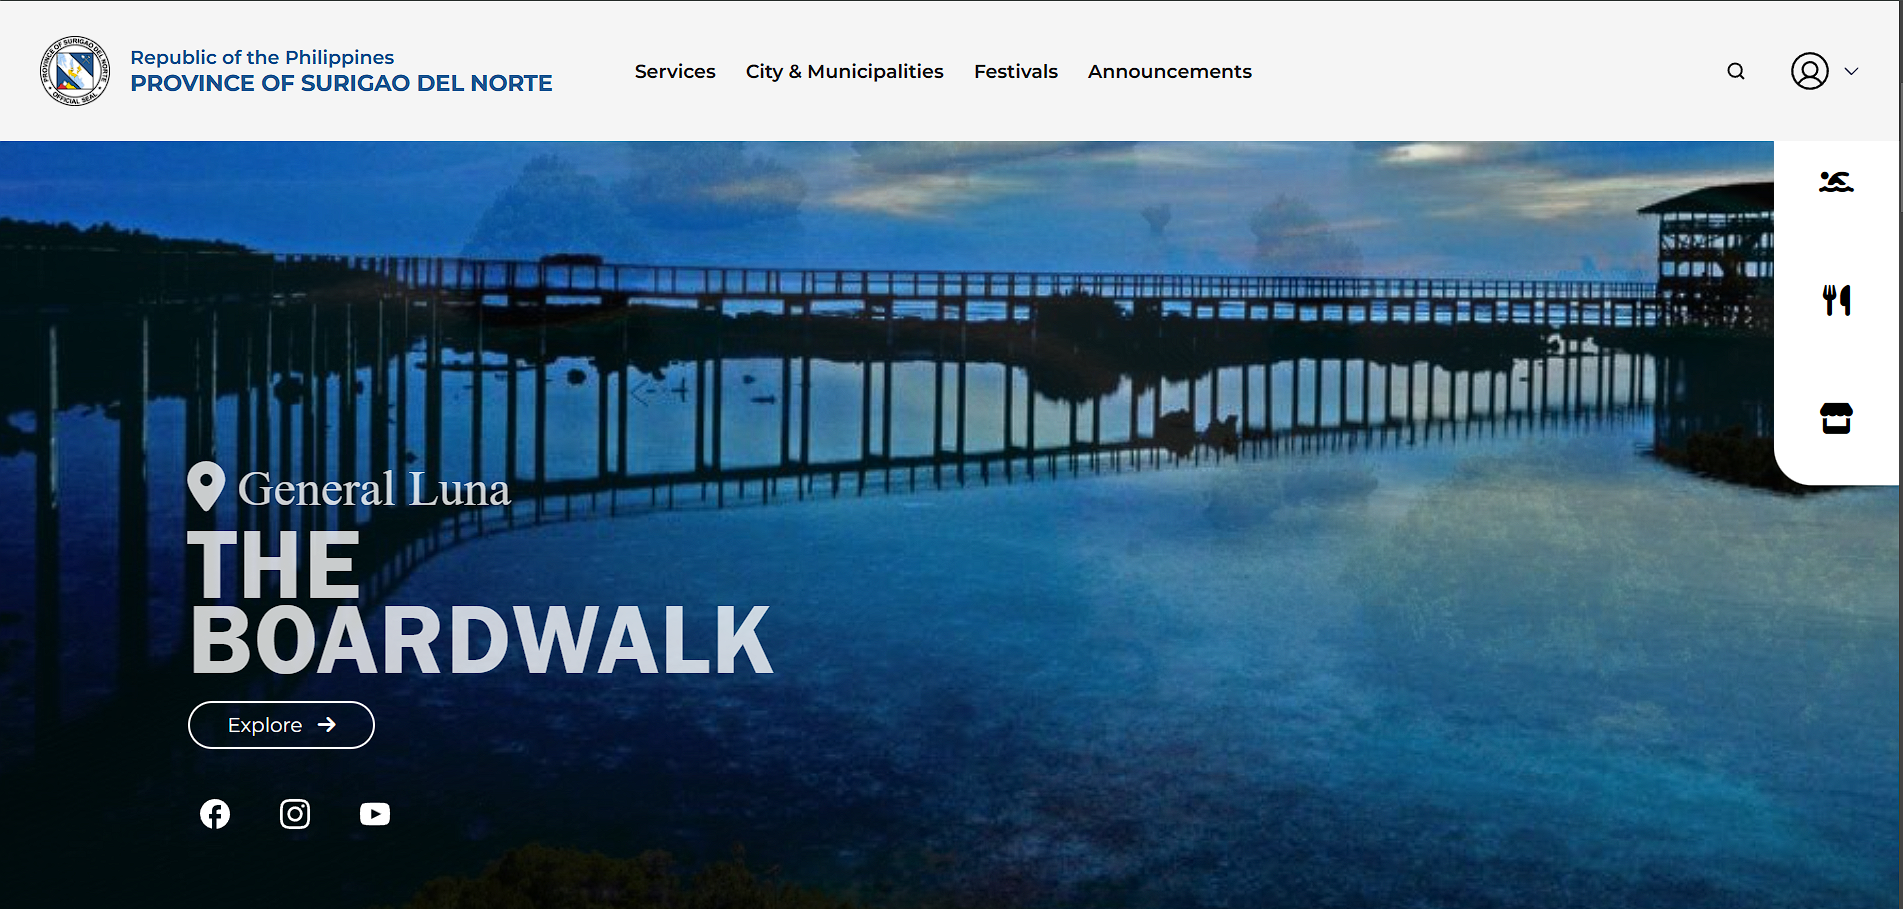 PROVINCE OF SURIGAO DEL NORTE
OFFICIAL SEAL
Republic of the Philippines
PROVINCE OF SURIGAO DEL NORTE
Services
City & Municipalities
Festivals
Announcements
General Luna
THE
BOARDWALK
Explore